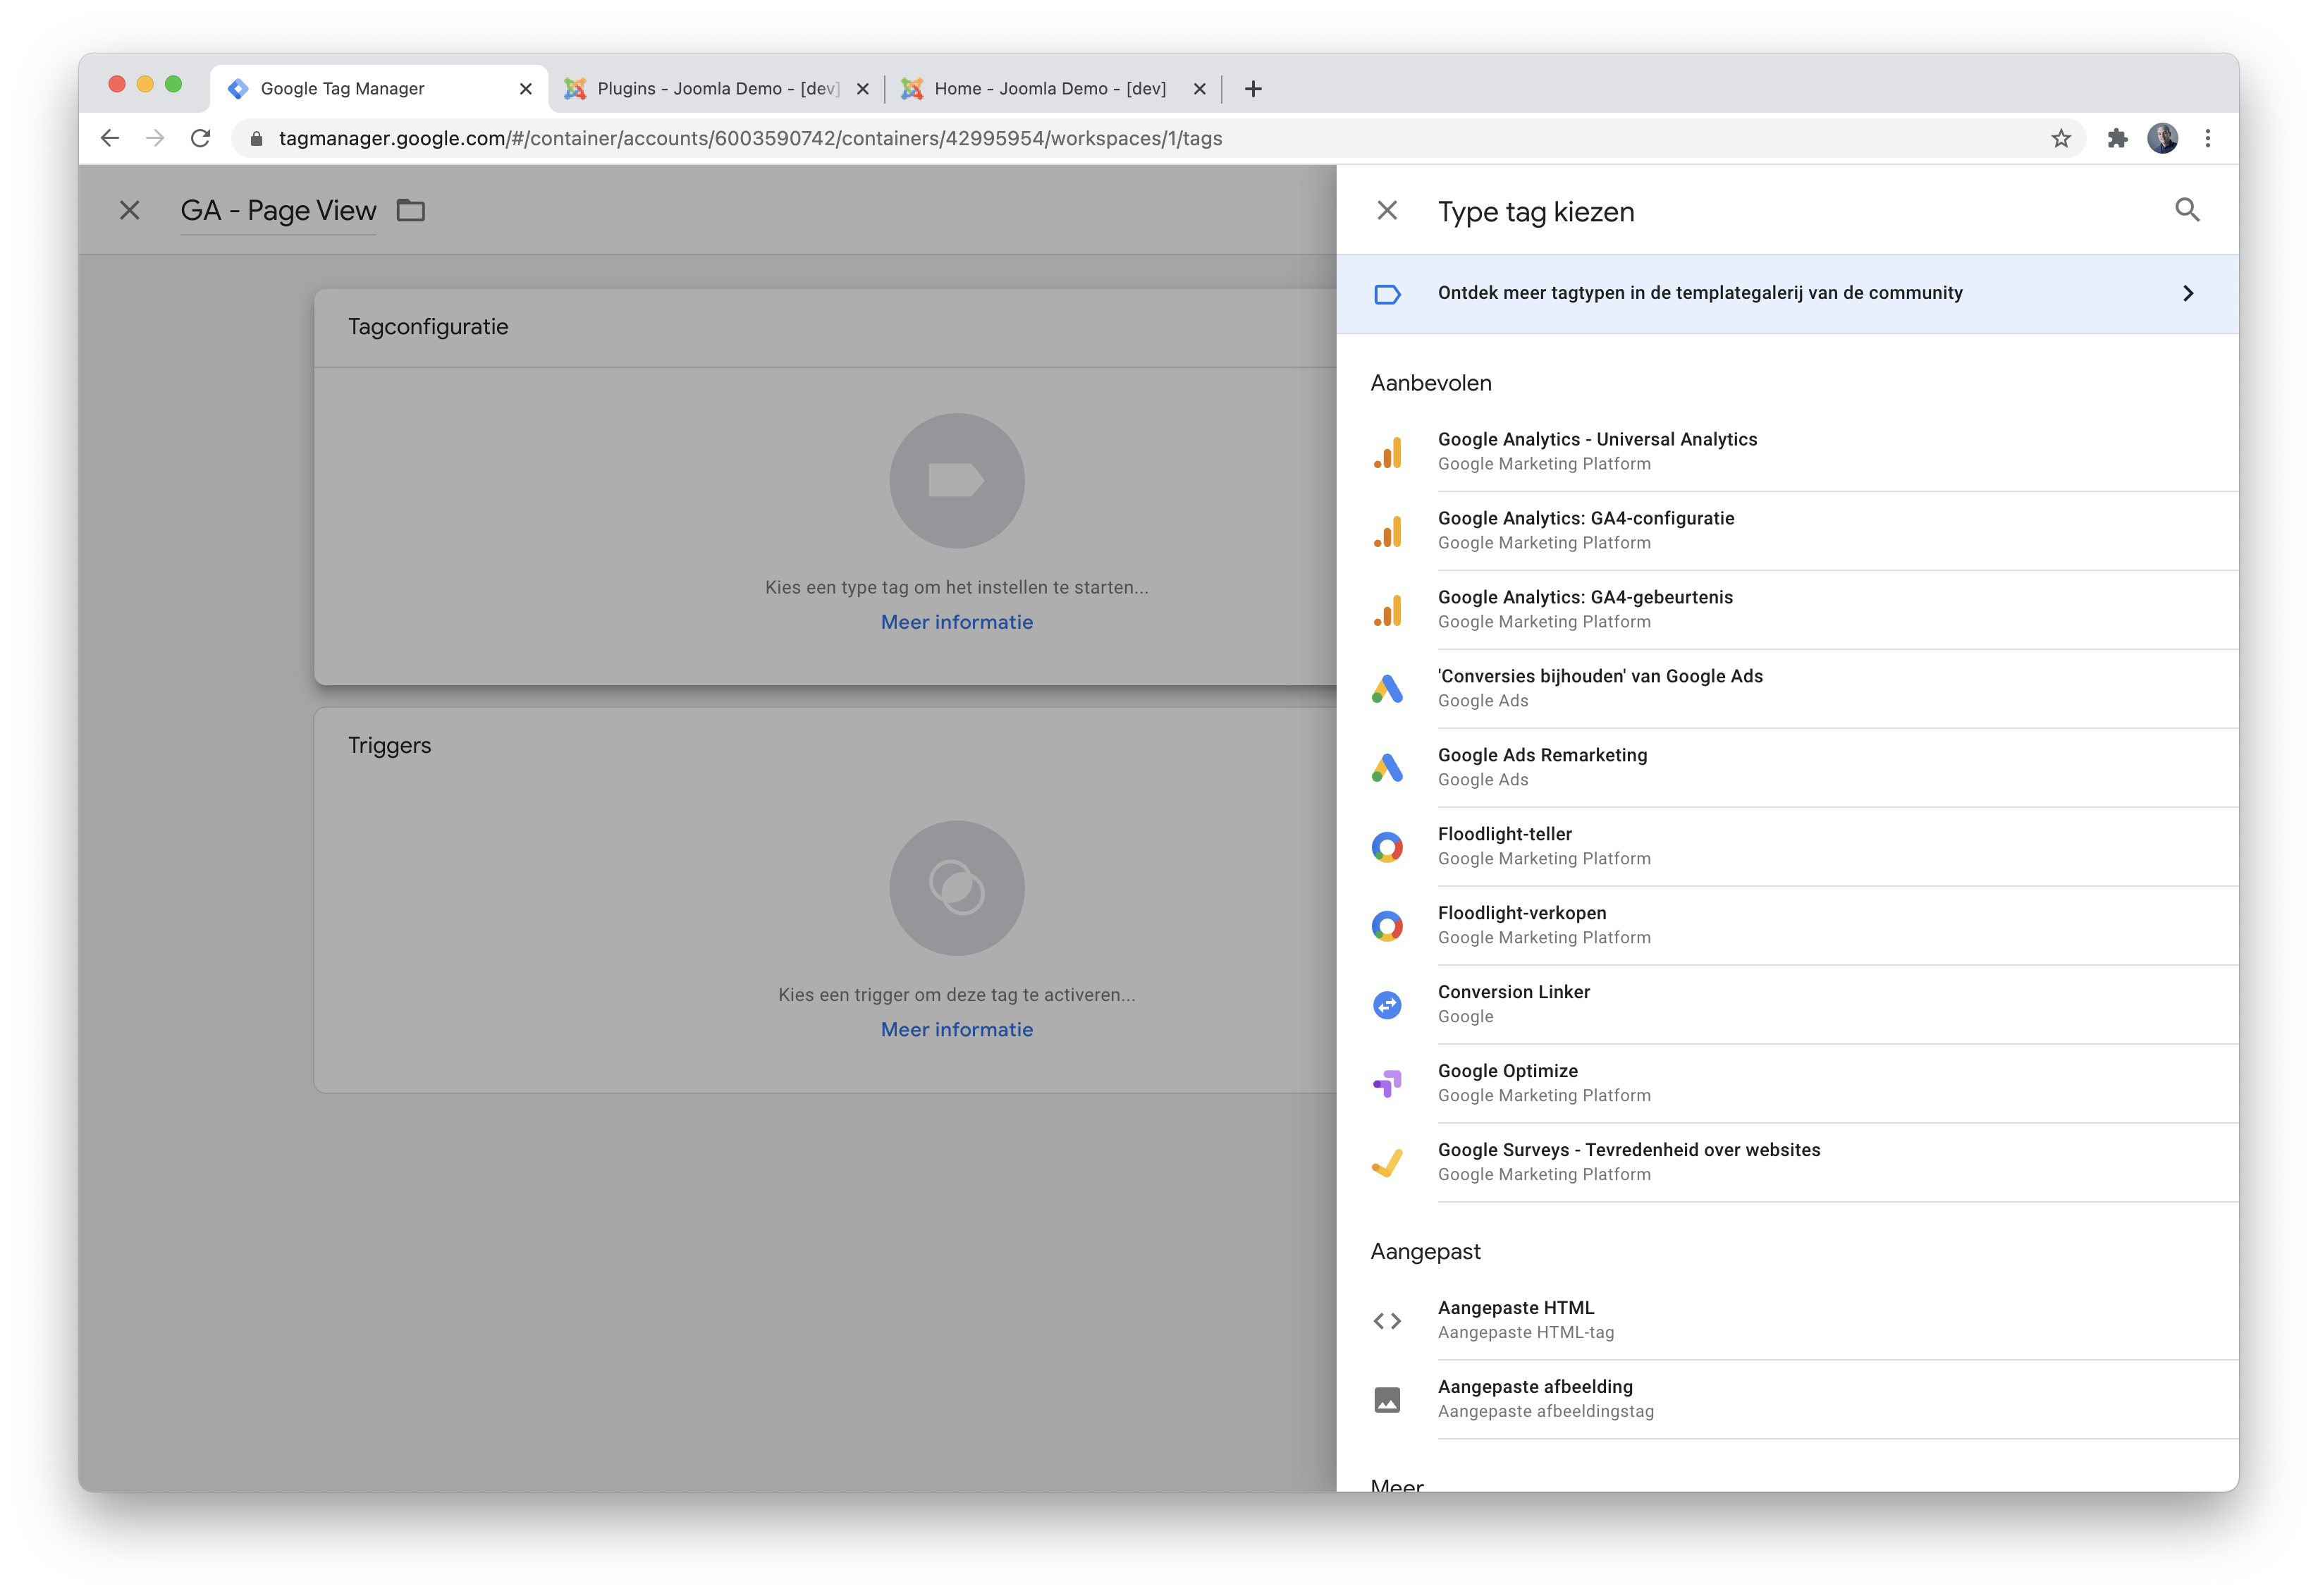 Google Tag Manager
Plugins - Joomla Demo - [dev]
Home - Joomla Demo - [dev]
tagmanager.google.com/#/container/accounts/6003590742/containers/42995954/workspaces/1/tags
GA - Page View
Tagconfiguratie
Kies een type tag om het instellen te starten...
Meer informatie
Triggers
Kies een trigger om deze tag te activeren...
Meer informatie
Type tag kiezen
Ontdek meer tagtypen in de templategalerij van de community
Aanbevolen
Google Analytics - Universal Analytics
Google Marketing Platform
Google Analytics: GA4-configuratie
Google Marketing Platform
Google Analytics: GA4-gebeurtenis
Google Marketing Platform
'Conversies bijhouden' van Google Ads
Google Ads
Google Ads Remarketing
Google Ads
Floodlight-teller
Google Marketing Platform
Floodlight-verkopen
Google Marketing Platform
Conversion Linker
Google
Google Optimize
Google Marketing Platform
Google Surveys - Tevredenheid over websites
Google Marketing Platform
Aangepast
Aangepaste HTML
Aangepaste HTML-tag
Aangepaste afbeelding
Aangepaste afbeeldingstag
Meer